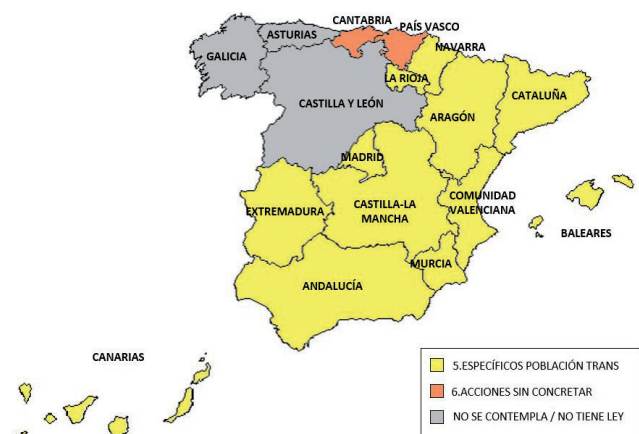 CANTABRIA
PAÍS VASCO
ASTURIAS
NAVARRA
GALICIA
LA RIOJA
CATALUÑA
CASTILLA Y LEÓN
ARAGÓN
MADRID
COMUNIDAD
VALENCIANA
CASTILLA-LA
MANCHA
EXTREMADURA
BALEARES
MURCIA
ANDALUCÍA
CANARIAS
5.ESPECÍFICOS POBLACIÓN TRANS
6.ACCIONES SIN CONCRETAR
NO SE CONTEMPLA / NO TIENE LEY